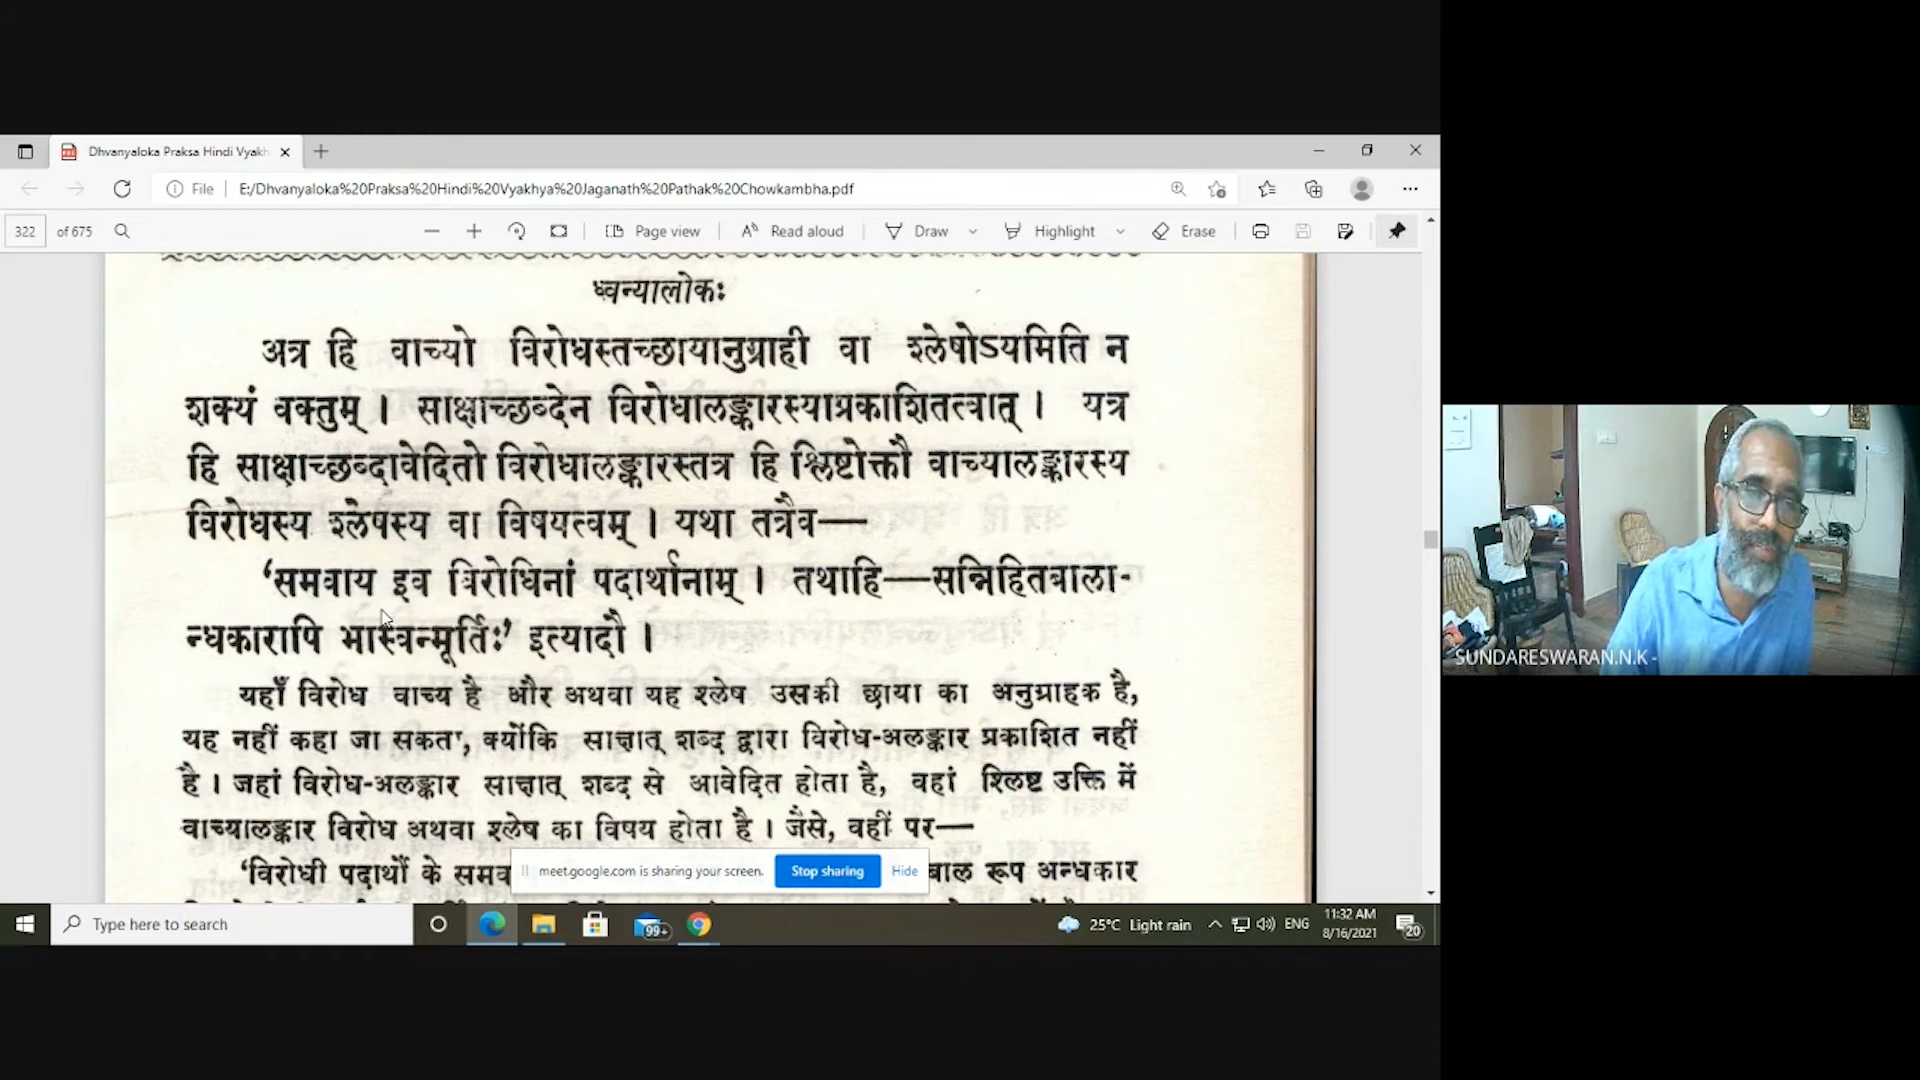 Dhvanyaloka Praksa Hindi Vyakh
File
E:/Dhvanyaloka%20Praksa%20Hindi%20Vyakhya%20Jaganath%20Pathak%20Chowkambha.pdf
322 of 675
Page view
Read aloud
Draw
Highlight
Erase
ध्वन्यालोकः
अत्र हि वाच्यो विरोधस्तच्छायानुग्राही वा श्लेषोऽयमिति न
शक्यं वक्तुम् । साक्षाच्छब्देन विरोधालङ्कारस्याप्रकाशितत्वात् । यत्र
हि साक्षाच्छब्दावेदितो विरोधालङ्कारस्तत्र हि श्लिष्टोक्तौ वाच्यालङ्कारस्य
विरोधस्य श्लेषस्य वा विषयत्वम् । यथा तत्रैव—
'समवाय इव विरोधिनां पदार्थानाम् । तथाहि—सन्निहितबाला-
न्धकारापि भास्वन्मूर्तिः' इत्यादौ ।
यहाँ विरोध वाच्य है और अथवा यह श्लेष उसकी छाया का अनुग्राहक है,
यह नहीं कहा जा सकता, क्योंकि साक्षात् शब्द द्वारा विरोध-अलङ्कार प्रकाशित नहीं
है । जहां विरोध-अलङ्कार साक्षात् शब्द से आवेदित होता है, वहां श्लिष्ट उक्ति में
वाच्यालङ्कार विरोध अथवा श्लेष का विषय होता है । जैसे, वहीं पर—
'विरोधी पदार्थों के समव बाल रूप अन्धकार
meet.google.com is sharing your screen.
Stop sharing
Hide
Type here to search
99+
25°C Light rain
ENG
11:32 AM
8/16/2021
20
SUNDARESWARAN.N.K -